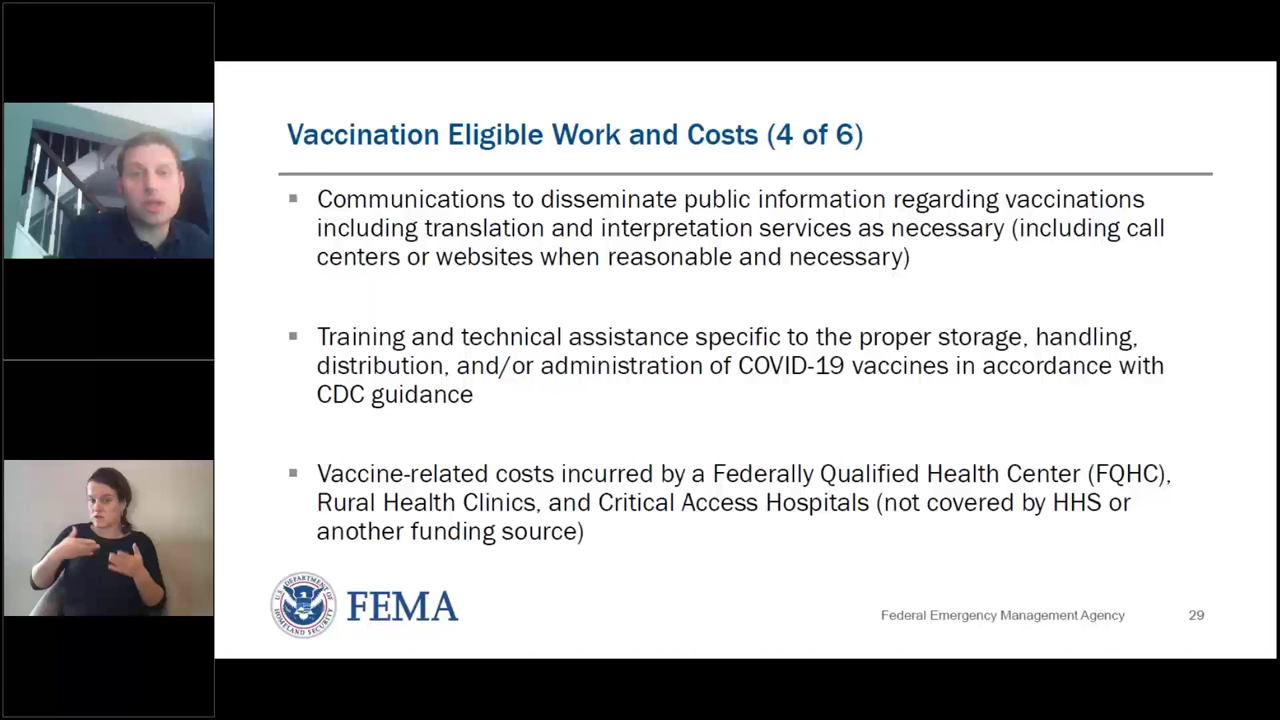 Vaccination Eligible Work and Costs (4 of 6)
▪ Communications to disseminate public information regarding vaccinations
including translation and interpretation services as necessary (including call
centers or websites when reasonable and necessary)
▪ Training and technical assistance specific to the proper storage, handling,
distribution, and/or administration of COVID-19 vaccines in accordance with
CDC guidance
▪ Vaccine-related costs incurred by a Federally Qualified Health Center (FQHC),
Rural Health Clinics, and Critical Access Hospitals (not covered by HHS or
another funding source)
U.S. DEPARTMENT OF HOMELAND SECURITY
FEMA
Federal Emergency Management Agency
29